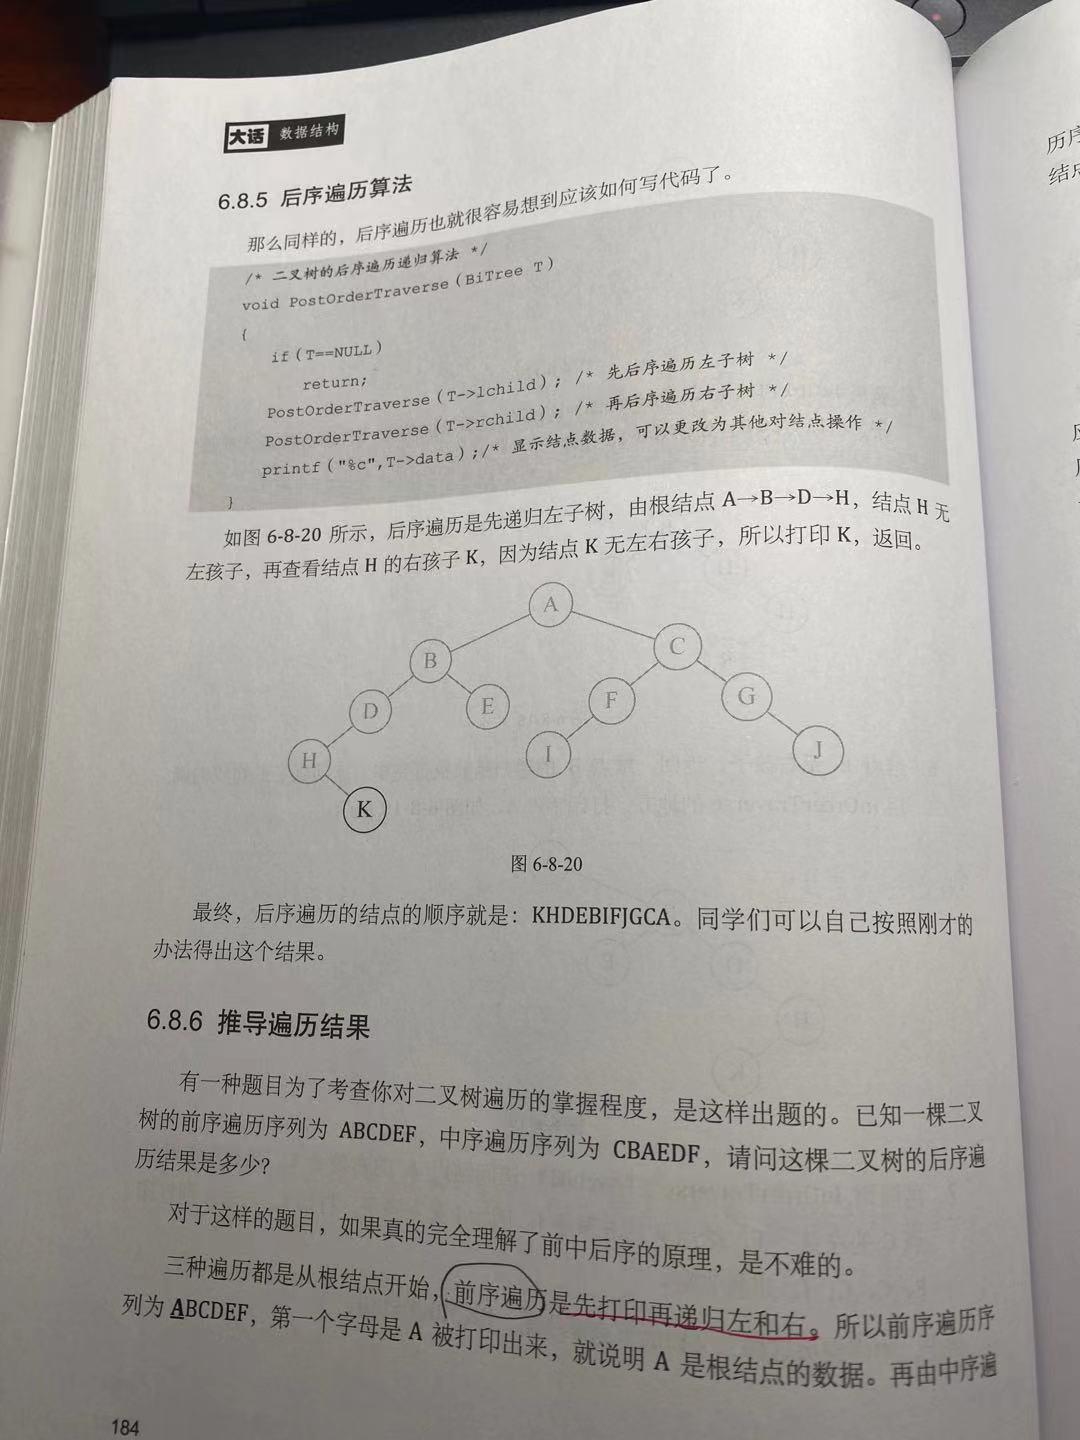 大话 数据结构
6.8.5 后序遍历算法
那么同样的，后序遍历也就很容易想到应该如何写代码了。
/* 二叉树的后序遍历递归算法 */
void PostOrderTraverse（BiTree T）
{
if（T==NULL）
return;
PostOrderTraverse（T->lchild）; /* 先后序遍历左子树 */
PostOrderTraverse（T->rchild）; /* 再后序遍历右子树 */
printf（"%c",T->data）;/* 显示结点数据，可以更改为其他对结点操作 */
}
如图 6-8-20 所示，后序遍历是先递归左子树，由根结点 A→B→D→H，结点 H 无
左孩子，再查看结点 H 的右孩子 K，因为结点 K 无左右孩子，所以打印 K，返回。
A
B
C
D
E
F
G
H
I
J
K
图 6-8-20
最终，后序遍历的结点的顺序就是：KHDEBIFJGCA。同学们可以自己按照刚才的
办法得出这个结果。
6.8.6 推导遍历结果
有一种题目为了考查你对二叉树遍历的掌握程度，是这样出题的。已知一棵二叉
树的前序遍历序列为 ABCDEF，中序遍历序列为 CBAEDF，请问这棵二叉树的后序遍
历结果是多少？
对于这样的题目，如果真的完全理解了前中后序的原理，是不难的。
三种遍历都是从根结点开始，前序遍历是先打印再递归左和右。所以前序遍历序
列为 ABCDEF，第一个字母是 A 被打印出来，就说明 A 是根结点的数据。再由中序遍
184
历序
结点